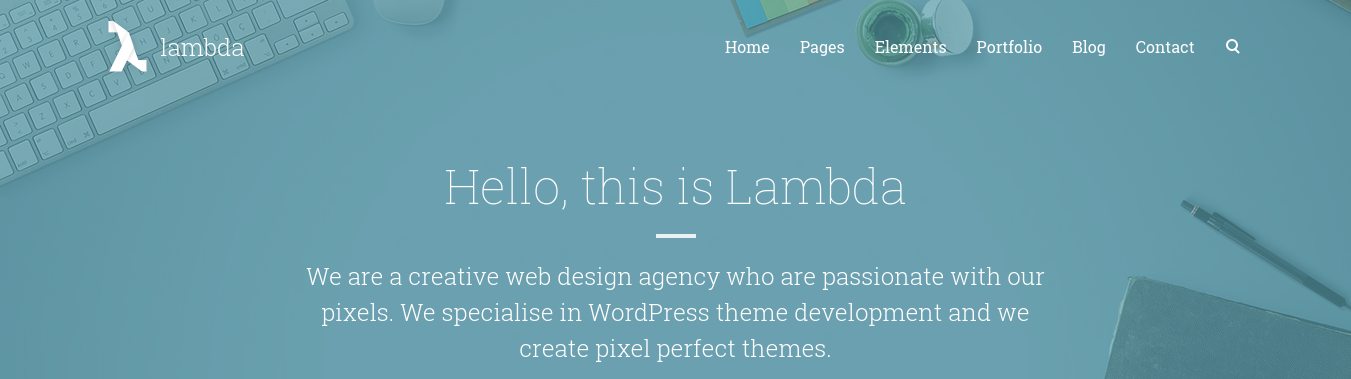 lambda
Home Pages Elements Portfolio Blog Contact
Hello, this is Lambda
We are a creative web design agency who are passionate with our
pixels. We specialise in WordPress theme development and we
create pixel perfect themes.